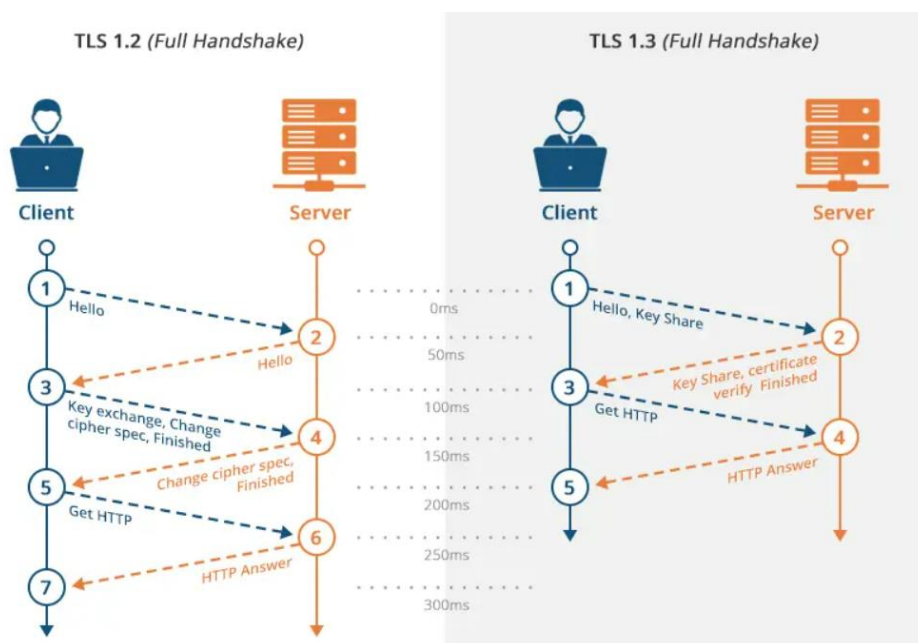 TLS 1.2 (Full Handshake)
Client
Server
1
Hello
2
Hello
3
Key exchange, Change
cipher spec, Finished
4
Change cipher spec,
Finished
5
Get HTTP
6
HTTP Answer
7
0ms
50ms
100ms
150ms
200ms
250ms
300ms
TLS 1.3 (Full Handshake)
Client
Server
1
Hello, Key Share
2
Key Share, certificate
verify Finished
3
Get HTTP
4
HTTP Answer
5